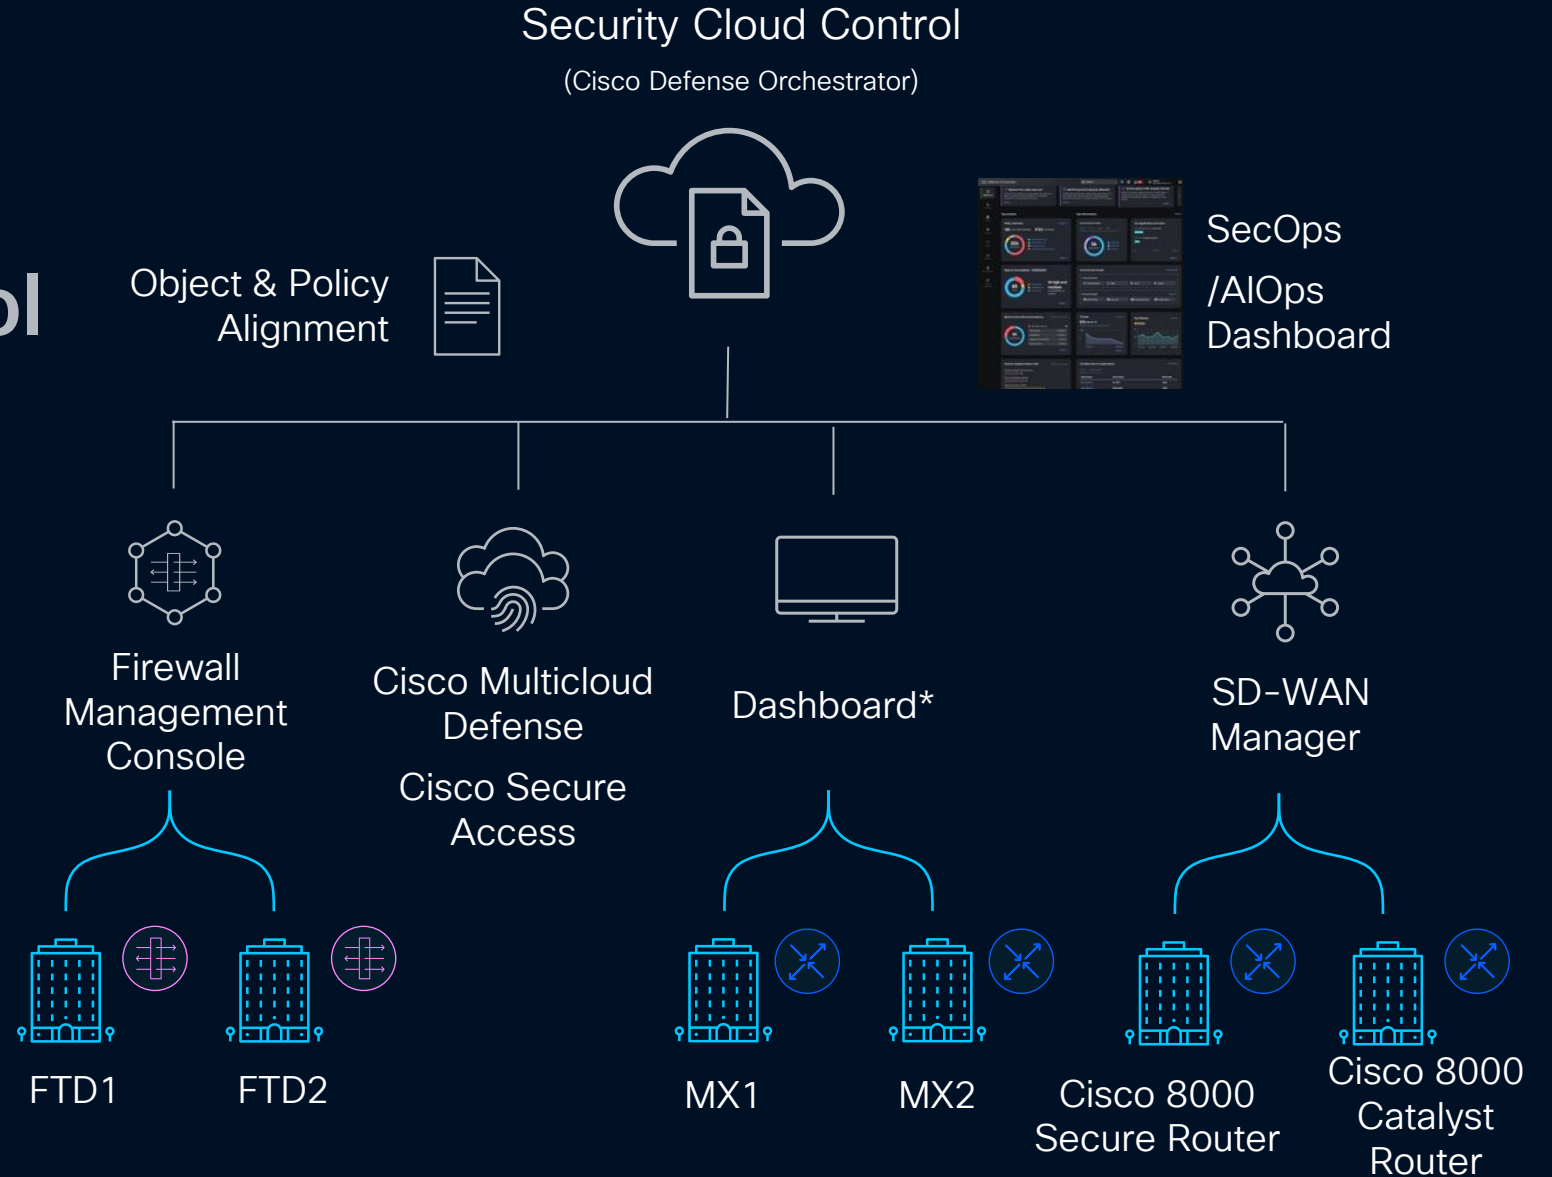 Security Cloud Control
(Cisco Defense Orchestrator)
ol
Object & Policy
Alignment
SecOps
/AIOps
Dashboard
Firewall
Management
Console
Cisco Multicloud
Defense
Cisco Secure
Access
Dashboard*
SD-WAN
Manager
FTD1
FTD2
MX1
MX2
Cisco 8000
Secure Router
Cisco 8000
Catalyst
Router